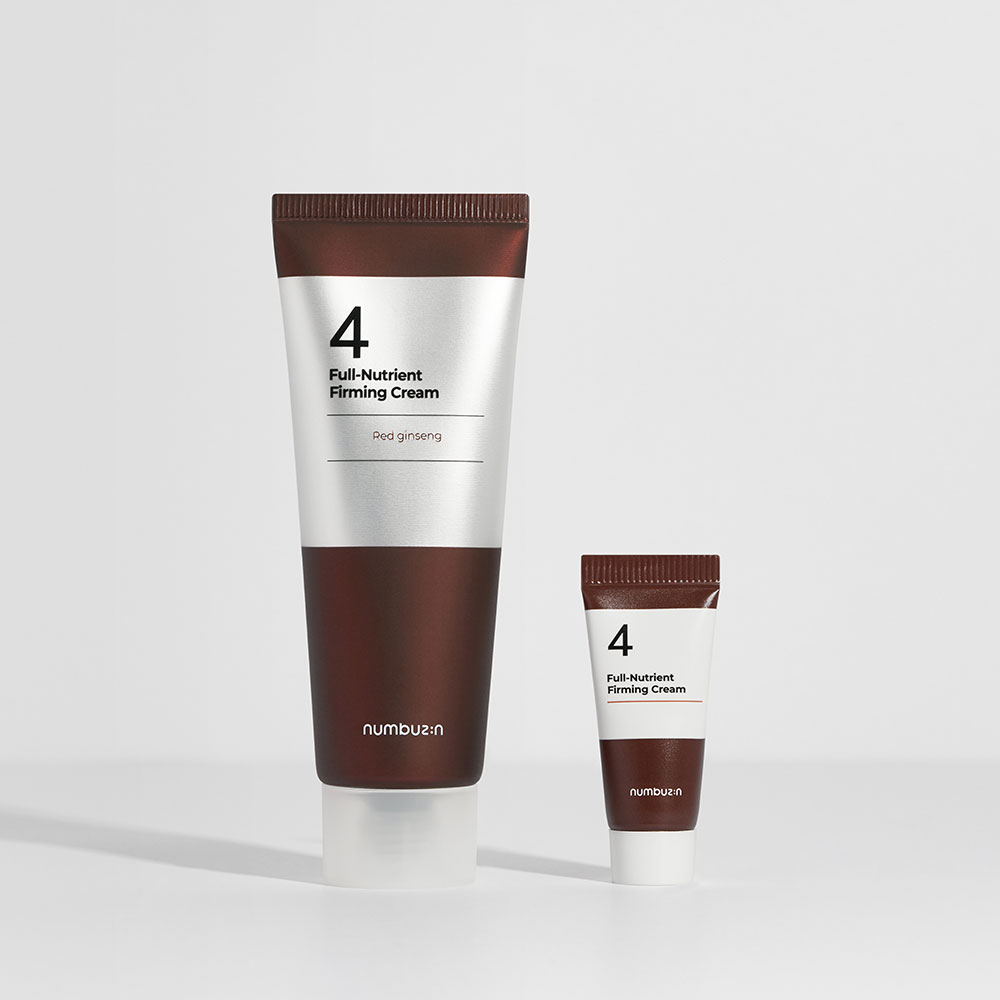 4
Full-Nutrient
Firming Cream
Red ginseng
numbuz:n
4
Full-Nutrient
Firming Cream
numbuz:n